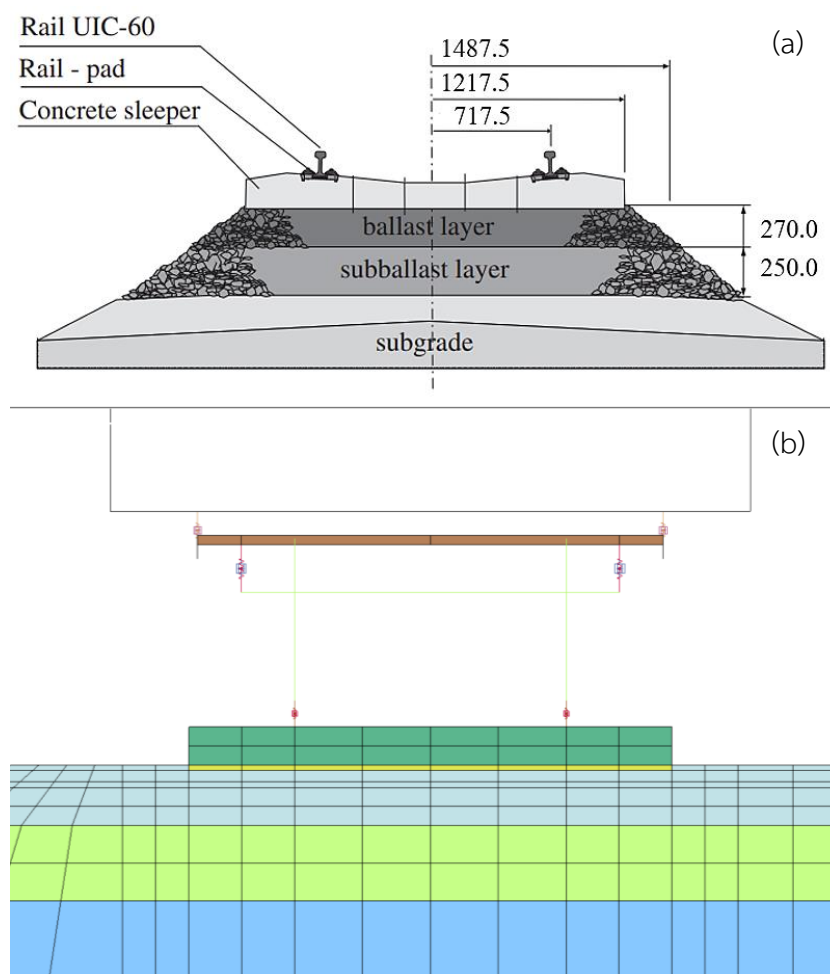 Rail UIC-60
(a)
1487.5
Rail - pad
1217.5
Concrete sleeper
717.5
ballast layer
270.0
subballast layer
250.0
subgrade
(b)